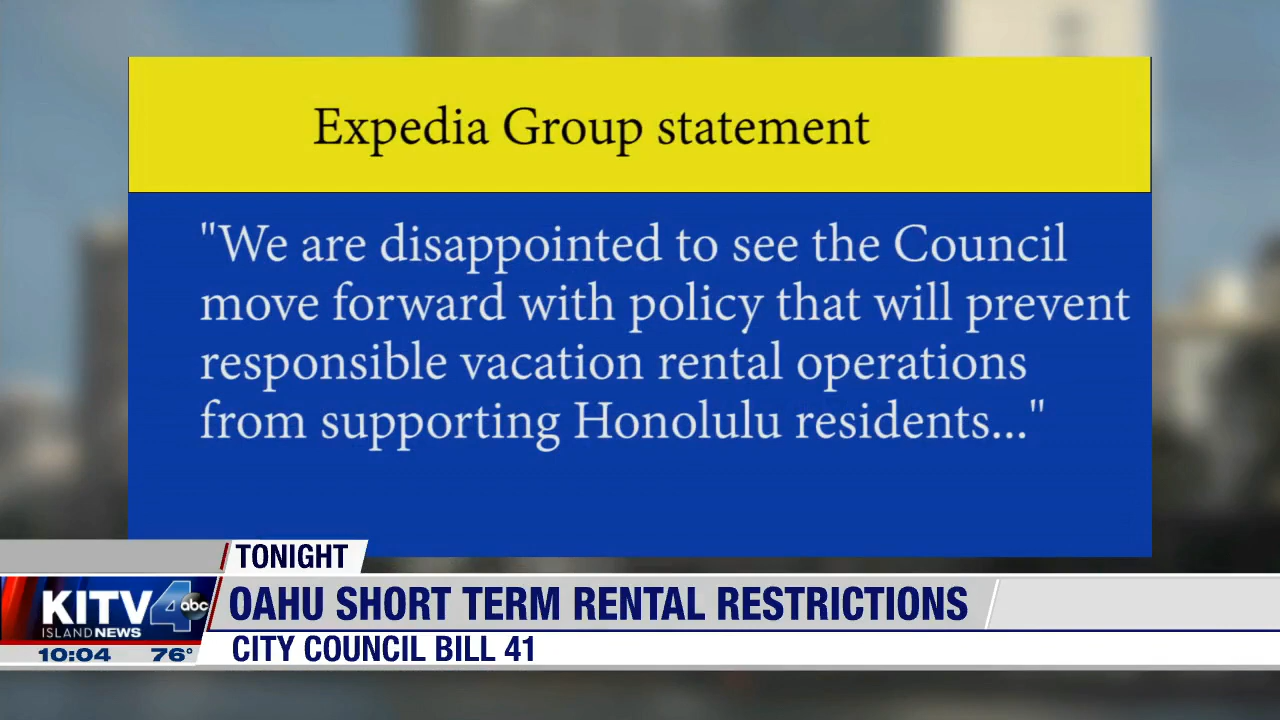 Expedia Group statement
"We are disappointed to see the Council
move forward with policy that will prevent
responsible vacation rental operations
from supporting Honolulu residents..."
TONIGHT
KITV 4 abc
ISLAND NEWS
OAHU SHORT TERM RENTAL RESTRICTIONS
10:04 76°
CITY COUNCIL BILL 41